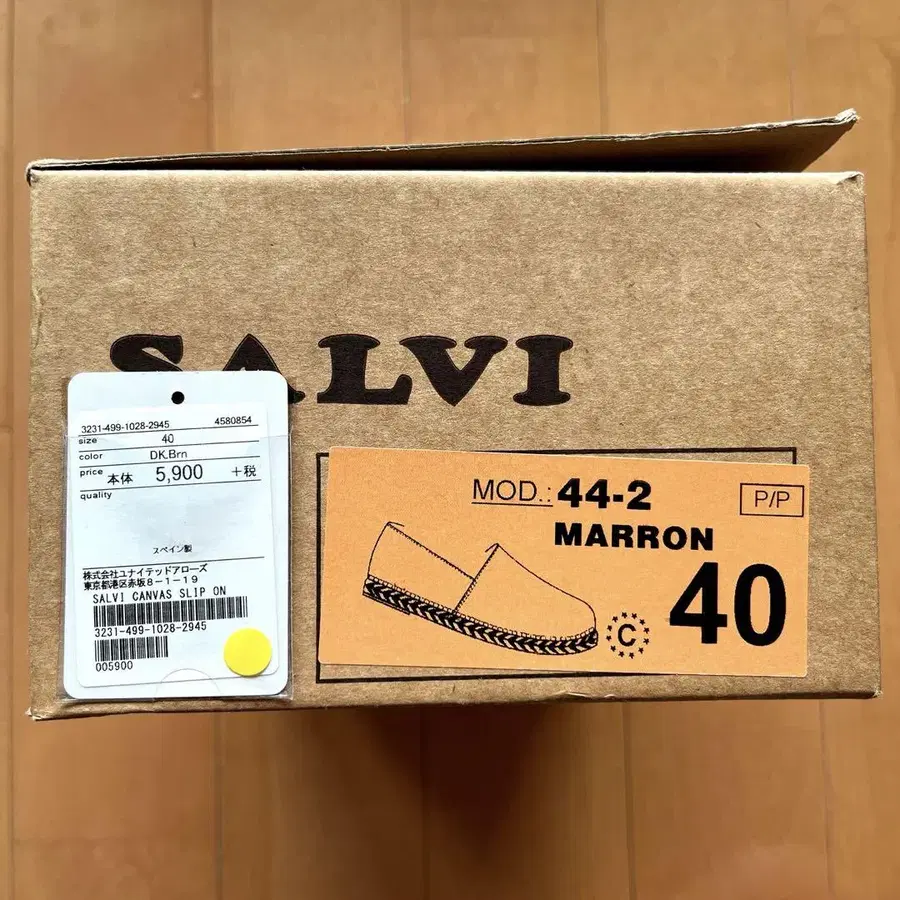 SALVI
3231-499-1028-2945 4580854
size 40
color DK.Brn
price 本体 5,900 +税
quality
スペイン製
株式会社ユナイテッドアローズ
東京都港区赤坂8-1-19
SALVI CANVAS SLIP ON
3231-499-1028-2945
005900
MOD.: 44-2 P/P
MARRON
C 40